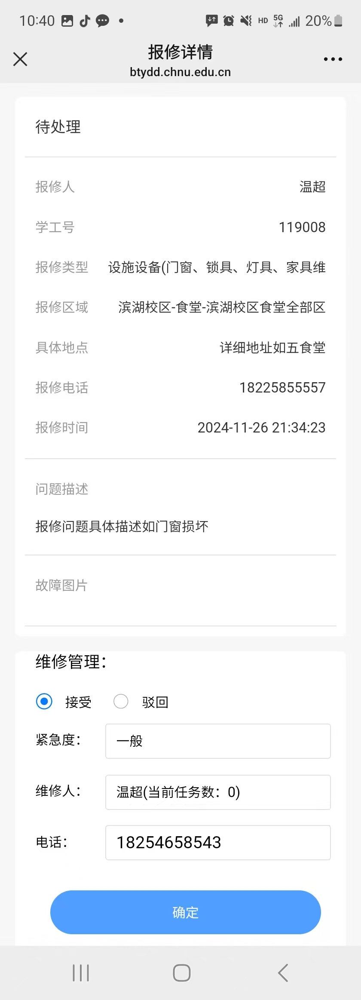 10:40
HD 5G 20%
报修详情
btydd.chnu.edu.cn
待处理
报修人 温超
学工号 119008
报修类型 设施设备(门窗、锁具、灯具、家具维
报修区域 滨湖校区-食堂-滨湖校区食堂全部区
具体地点 详细地址如五食堂
报修电话 18225855557
报修时间 2024-11-26 21:34:23
问题描述
报修问题具体描述如门窗损坏
故障图片
维修管理：
接受 驳回
紧急度： 一般
维修人： 温超(当前任务数：0)
电话： 18254658543
确定